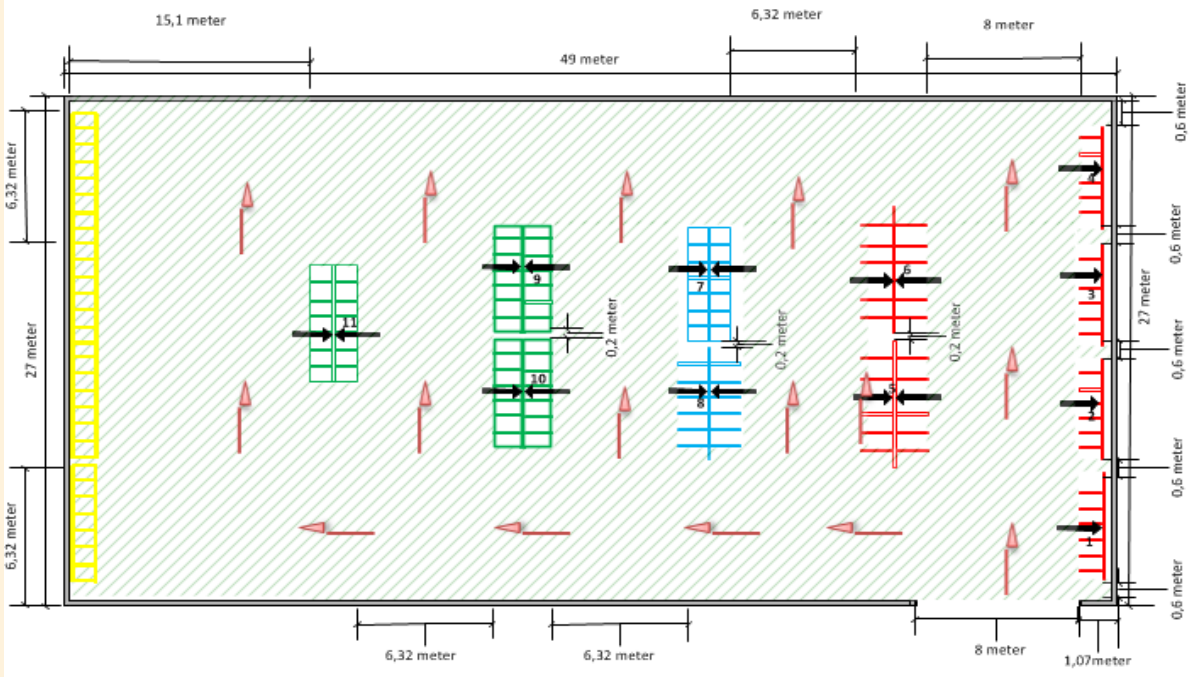 15,1 meter
6,32 meter
8 meter
49 meter
0,6 meter
6,32 meter
4
0,6 meter
6
9
7
3
27 meter
11
0,2 meter
0,2 meter
0,2 meter
27 meter
0,6 meter
10
5
8
2
0,6 meter
6,32 meter
1
0,6 meter
6,32 meter
6,32 meter
8 meter
1,07meter